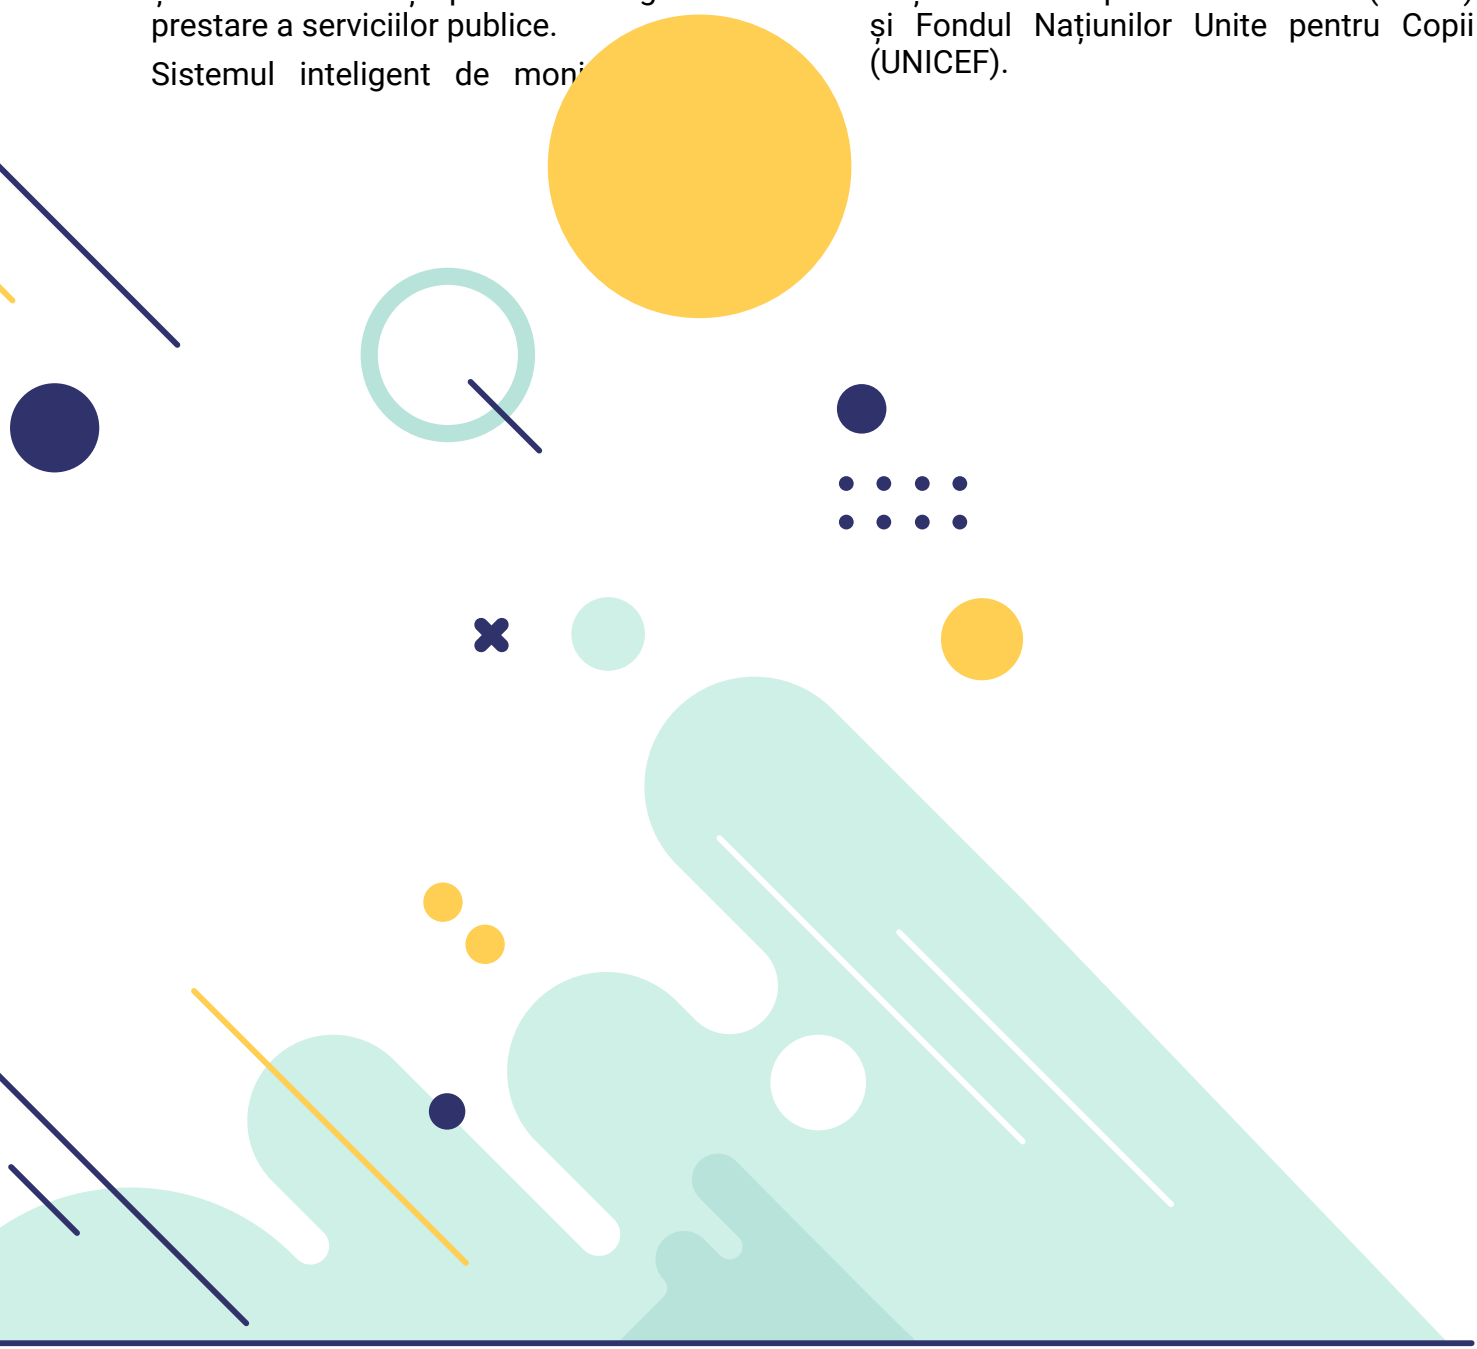 prestare a serviciilor publice.
Sistemul inteligent de
și Fondul Națiunilor Unite pentru Copii
(UNICEF).